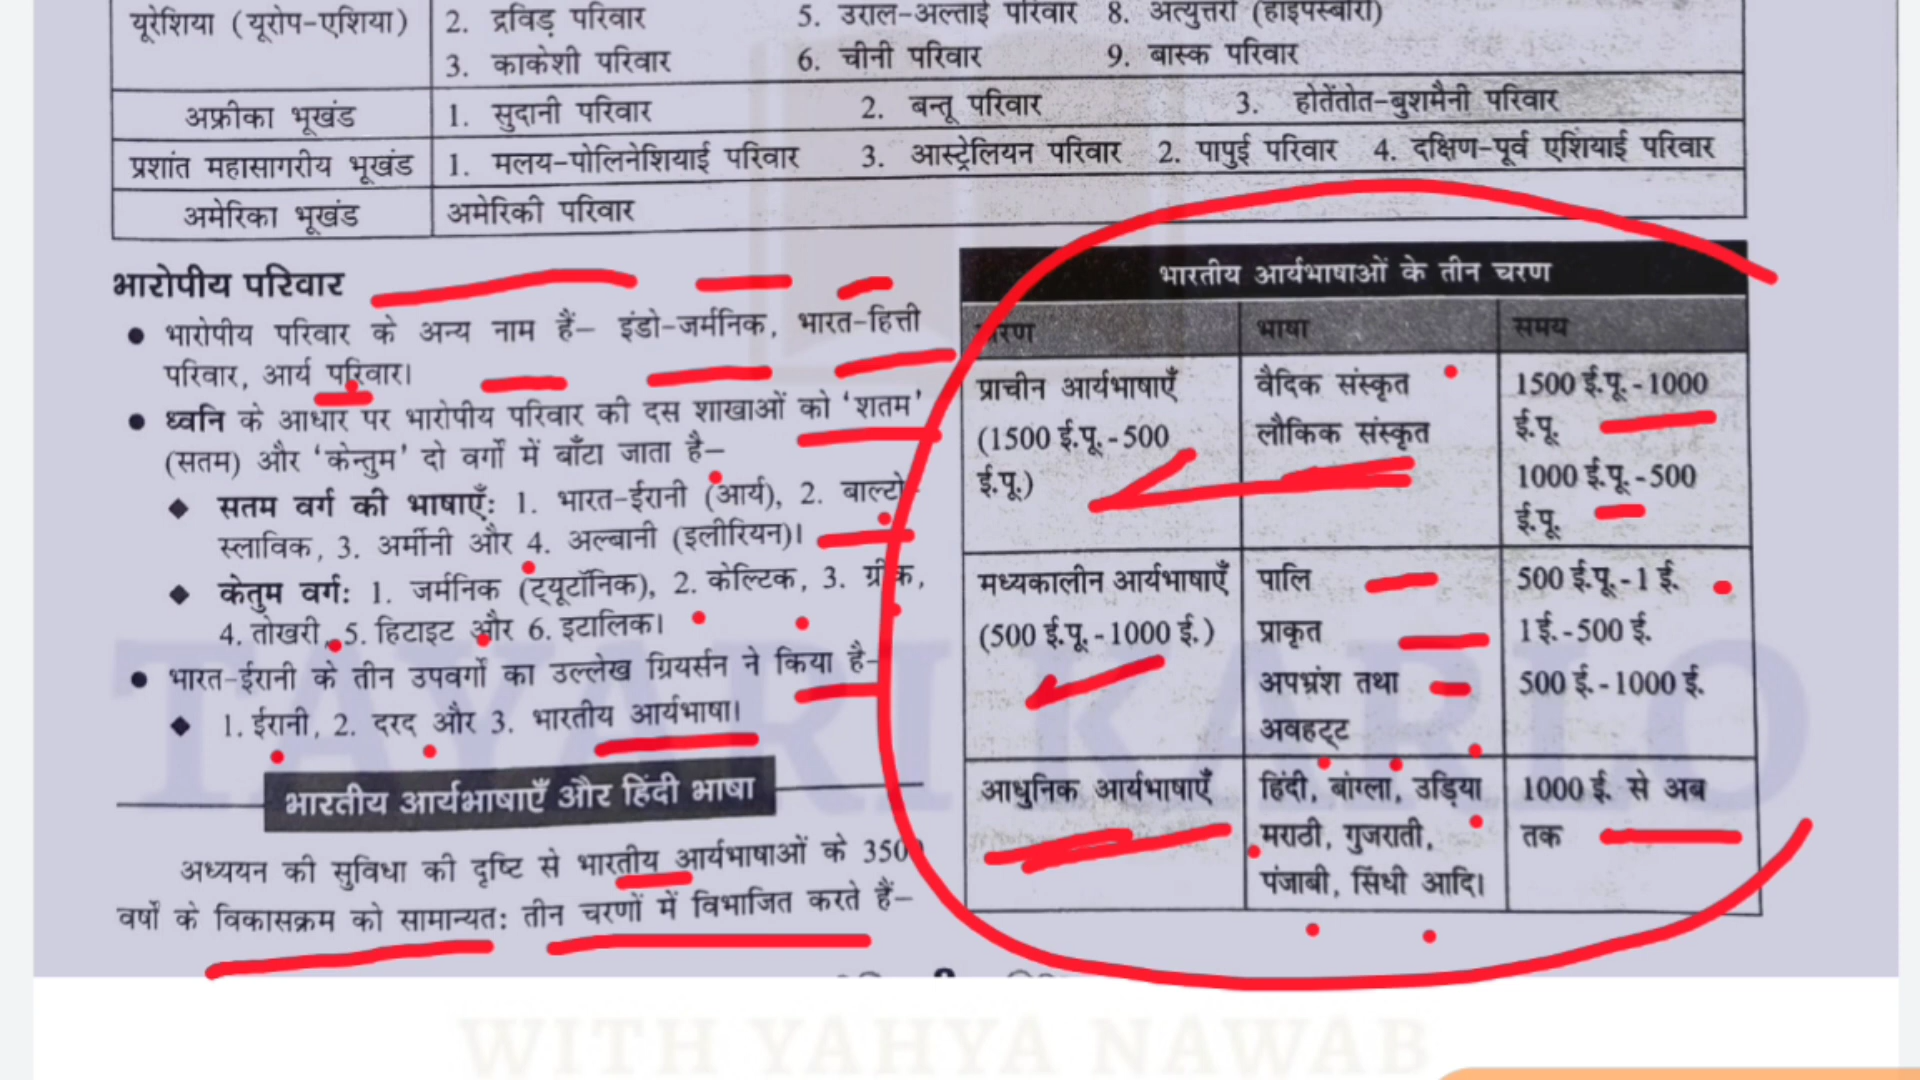 यूरेशिया (यूरोप-एशिया) 2. द्रविड़ परिवार 5. उराल-अल्ताई परिवार 8. अत्युत्तरी (हाइपरबोरी)
3. काकेशी परिवार 6. चीनी परिवार 9. बास्क परिवार
अफ्रीका भूखंड 1. सुदानी परिवार 2. बन्तू परिवार 3. होतेंतोत-बुशमैनी परिवार
प्रशांत महासागरीय भूखंड 1. मलय-पोलिनेशियाई परिवार 3. आस्ट्रेलियन परिवार 2. पापुई परिवार 4. दक्षिण-पूर्व एशियाई परिवार
अमेरिका भूखंड अमेरिकी परिवार
भारोपीय परिवार
● भारोपीय परिवार के अन्य नाम हैं– इंडो-जर्मनिक, भारत-हित्ती
परिवार, आर्य परिवार।
● ध्वनि के आधार पर भारोपीय परिवार की दस शाखाओं को 'शतम'
(सतम) और 'केन्तुम' दो वर्गों में बाँटा जाता है–
◆ सतम वर्ग की भाषाएँ: 1. भारत-ईरानी (आर्य), 2. बाल्टो-
स्लाविक, 3. अर्मीनी और 4. अल्बानी (इलीरियन)।
◆ केतुम वर्ग: 1. जर्मनिक (ट्यूटॉनिक), 2. केल्टिक, 3. ग्रीक,
4. तोखरी, 5. हिटाइट और 6. इटालिक।
● भारत-ईरानी के तीन उपवर्गों का उल्लेख ग्रियर्सन ने किया है–
◆ 1. ईरानी, 2. दरद और 3. भारतीय आर्यभाषा।
भारतीय आर्यभाषाएँ और हिंदी भाषा
अध्ययन की सुविधा की दृष्टि से भारतीय आर्यभाषाओं के 3500
वर्षों के विकासक्रम को सामान्यत: तीन चरणों में विभाजित करते हैं–
भारतीय आर्यभाषाओं के तीन चरण
चरण भाषा समय
प्राचीन आर्यभाषाएँ वैदिक संस्कृत 1500 ई.पू.-1000
(1500 ई.पू.-500 लौकिक संस्कृत ई.पू.
ई.पू.) 1000 ई.पू.-500
ई.पू.
मध्यकालीन आर्यभाषाएँ पालि 500 ई.पू.-1 ई.
(500 ई.पू.-1000 ई.) प्राकृत 1ई.-500 ई.
अपभ्रंश तथा 500 ई.-1000 ई.
अवहट्ट
आधुनिक आर्यभाषाएँ हिंदी, बांग्ला, उड़िया 1000 ई. से अब
मराठी, गुजराती, तक
पंजाबी, सिंधी आदि।
TAYARI KARLO
WITH YAHYA NAWAB